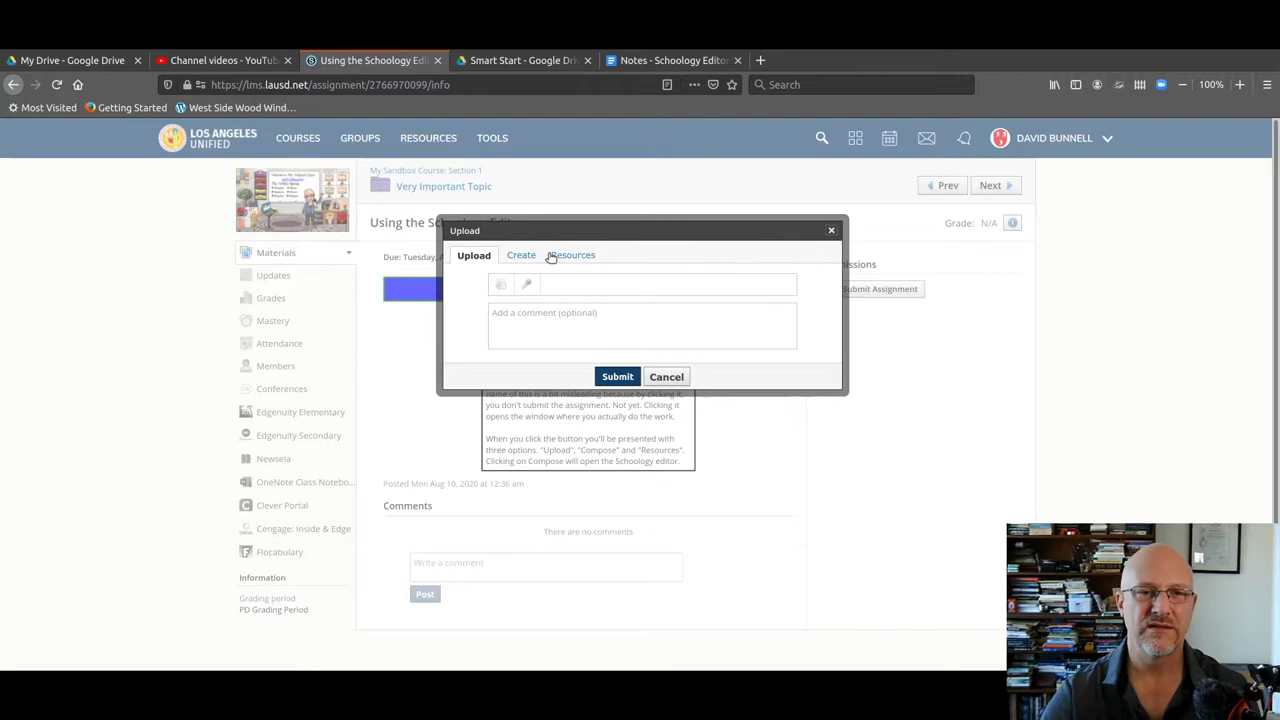 My Drive - Google Drive
Channel videos - YouTube
Using the Schoology Edit
Smart Start - Google Dri
Notes - Schoology Editor
https://lms.lausd.net/assignment/2766970099/info
100%
Search
Most Visited
Getting Started
West Side Wood Wind...
LOS ANGELES
UNIFIED
COURSES
GROUPS
RESOURCES
TOOLS
DAVID BUNNELL
My Sandbox Course: Section 1
Very Important Topic
Prev
Next
Using the Schoology Edit
Grade: N/A
Materials
Updates
Grades
Mastery
Attendance
Members
Conferences
Edgenuity Elementary
Edgenuity Secondary
Newsela
OneNote Class Notebo...
Clever Portal
Cengage: Inside & Edge
Flocabulary
Information
Grading period
PD Grading Period
Due: Tuesday, A
Upload
Upload
Create
Resources
Add a comment (optional)
Submit
Cancel
missions
Submit Assignment
name of this is a bit misleading because by clicking it,
you don't submit the assignment. Not yet. Clicking it
opens the window where you actually do the work.
When you click the button you'll be presented with
three options. "Upload", "Compose" and "Resources".
Clicking on Compose will open the Schoology editor.
Posted Mon Aug 10, 2020 at 12:36 am
Comments
There are no comments
Write a comment
Post